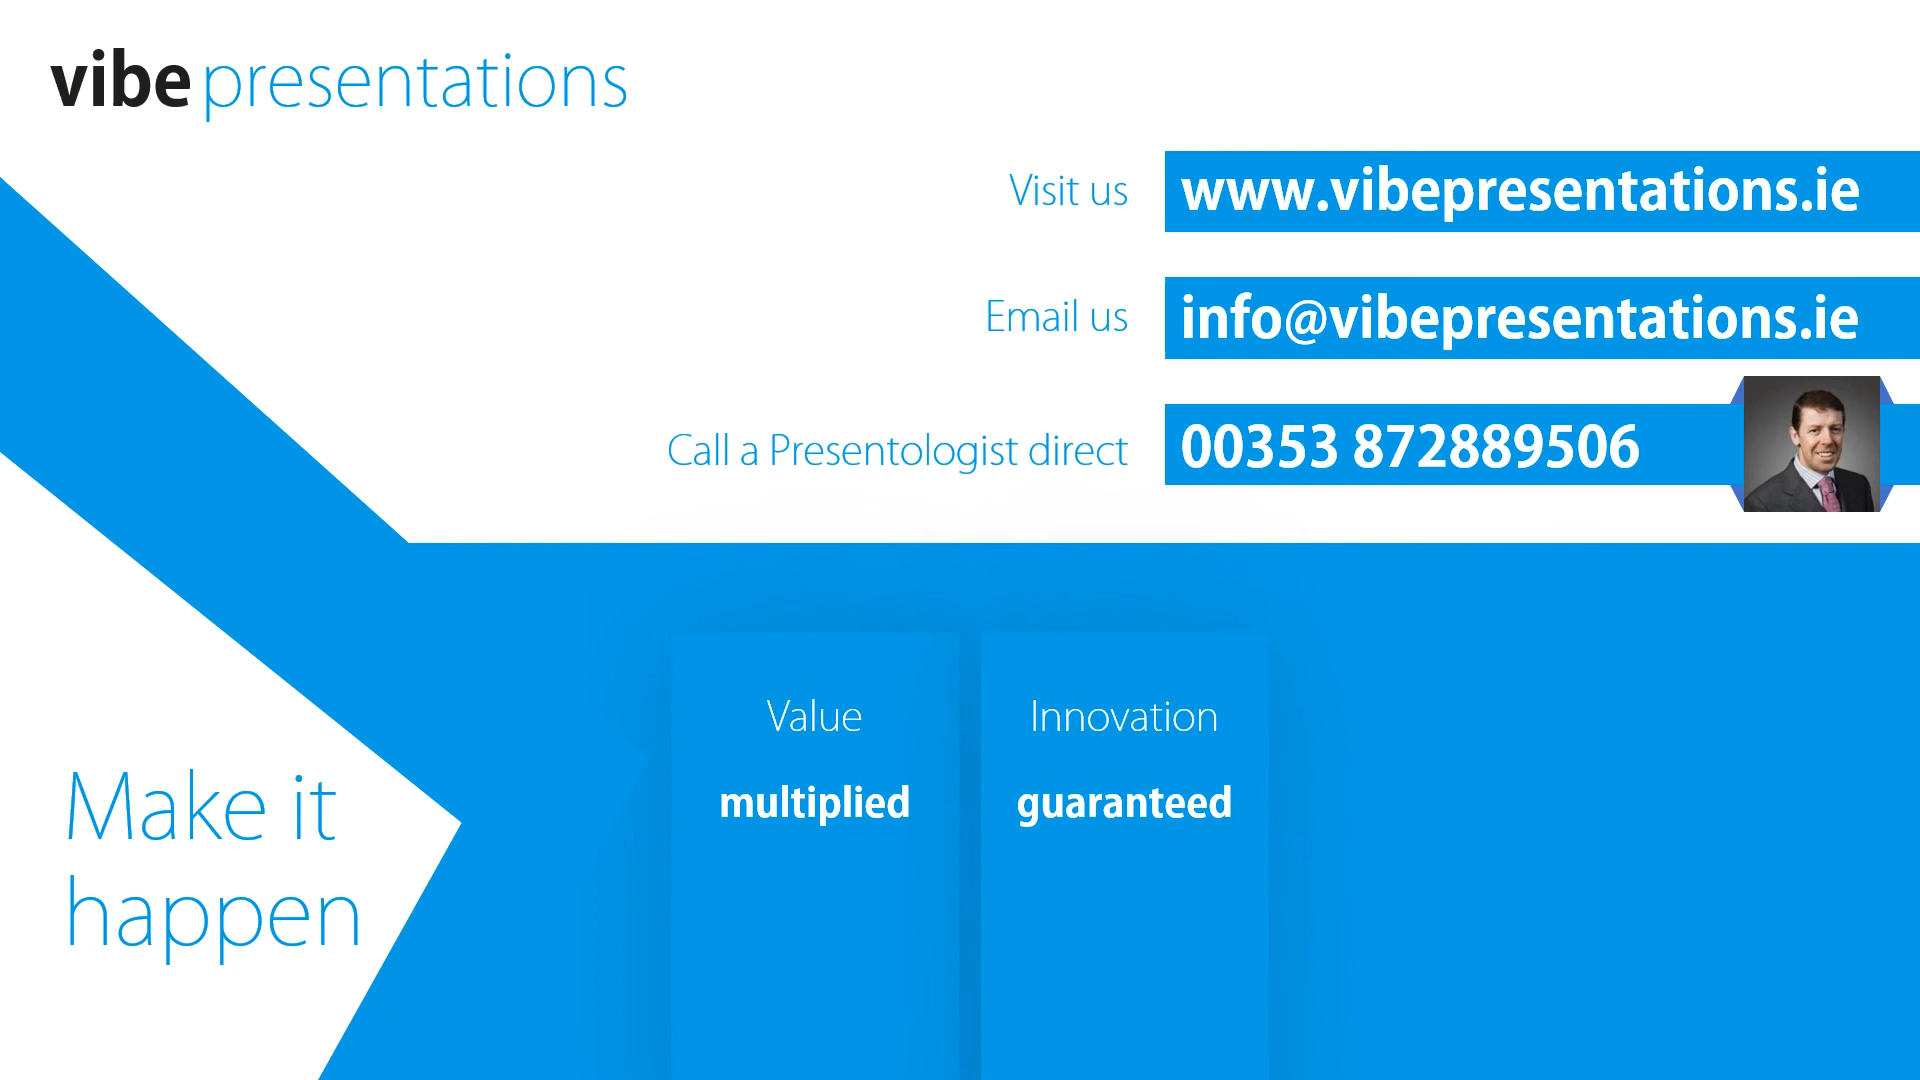 vibe presentations
Visit us www.vibepresentations.ie
Email us info@vibepresentations.ie
Call a Presentologist direct 00353 872889506
Value
multiplied
Innovation
guaranteed
Make it
happen